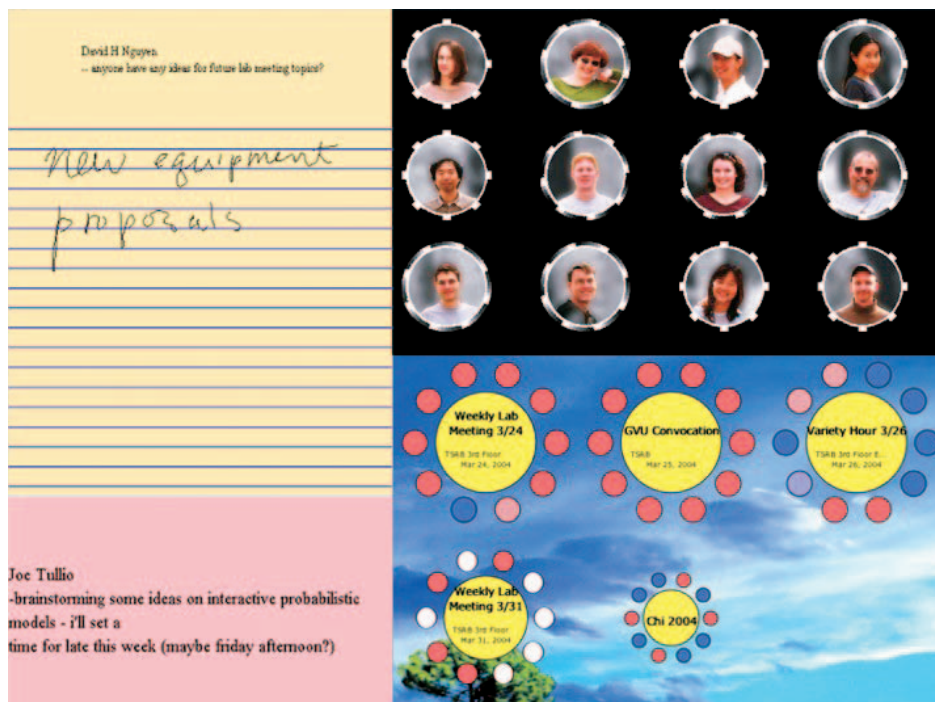 David H Nguyen
-- anyone have any ideas for future lab meeting topics?
new equipment
proposals
Joe Tullio
-brainstorming some ideas on interactive probabilistic
models - i'll set a
time for late this week (maybe friday afternoon?)
Weekly Lab
Meeting 3/24
TSRB 3rd Floor
Mar 24, 2004
GVU Convocation
TSRB
Mar 25, 2004
Variety Hour 3/26
TSRB 3rd Floor E...
Mar 26, 2004
Weekly Lab
Meeting 3/31
TSRB 3rd Floor
Mar 31, 2004
Chi 2004